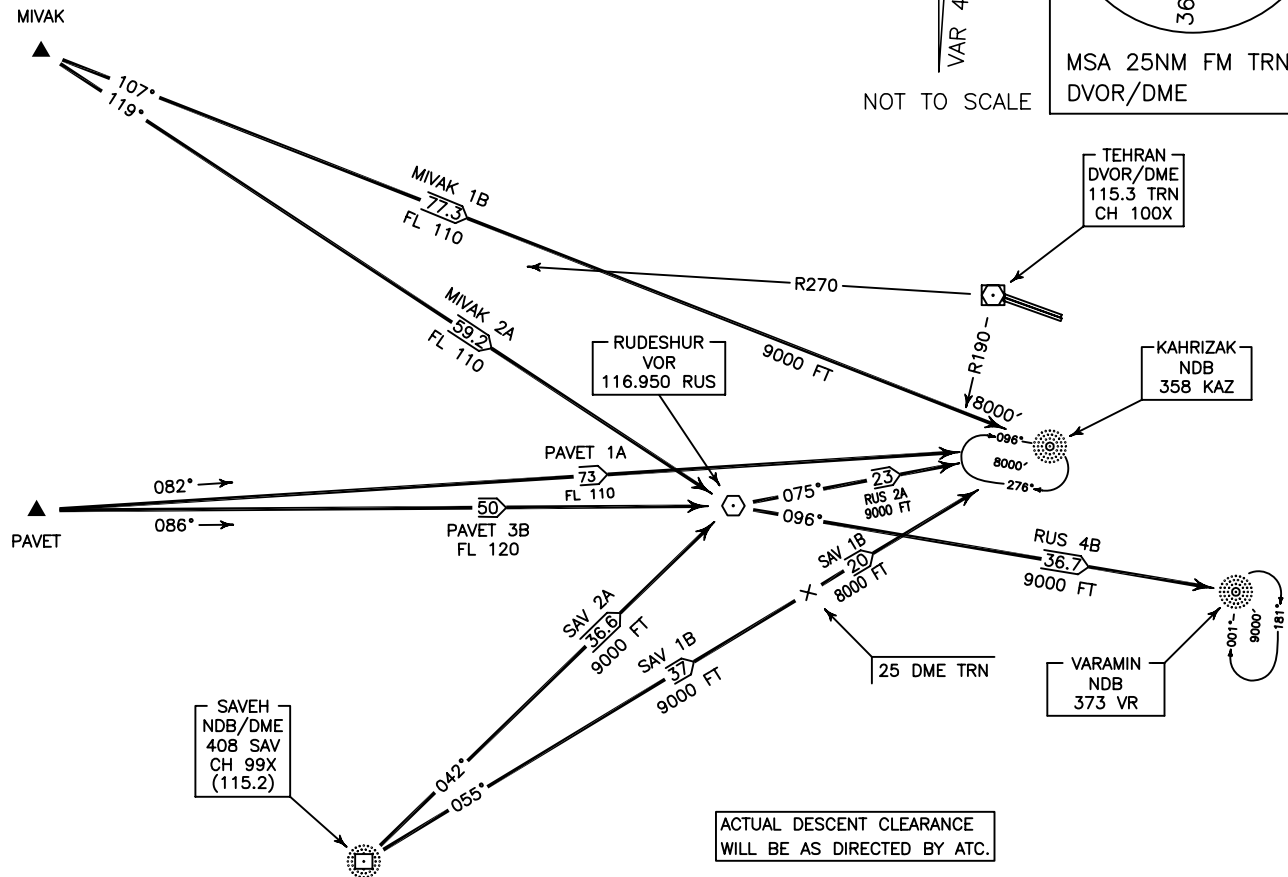 MIVAK
36
VAR 4
MSA 25NM FM TRN
DVOR/DME
NOT TO SCALE
107°
119°
TEHRAN
DVOR/DME
115.3 TRN
CH 100X
MIVAK 1B
77.3
FL 110
R270
MIVAK 2A
59.2
FL 110
RUDESHUR
VOR
116.950 RUS
9000 FT
R190
KAHRIZAK
NDB
358 KAZ
8000'
096°
8000'
276°
PAVET 1A
73
FL 110
082°
PAVET
086°
50
PAVET 3B
FL 120
075°
23
RUS 2A
9000 FT
096°
RUS 4B
36.7
9000 FT
SAV 1B
20
8000 FT
SAV 2A
36.6
9000 FT
SAV 1B
37
9000 FT
25 DME TRN
001°
9000'
181°
VARAMIN
NDB
373 VR
SAVEH
NDB/DME
408 SAV
CH 99X
(115.2)
042°
055°
ACTUAL DESCENT CLEARANCE
WILL BE AS DIRECTED BY ATC.